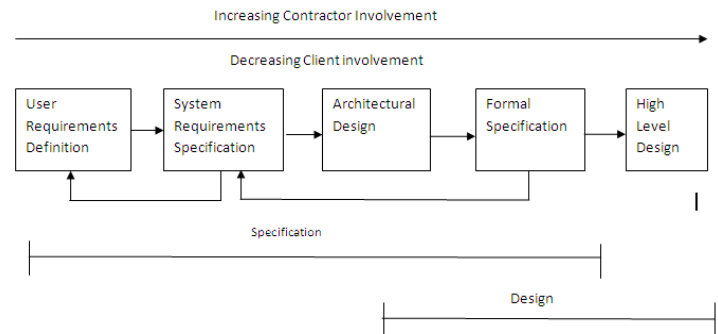 Increasing Contractor Involvement
Decreasing Client involvement
User
Requirements
Definition
System
Requirements
Specification
Architectural
Design
Formal
Specification
High
Level
Design
Specification
Design